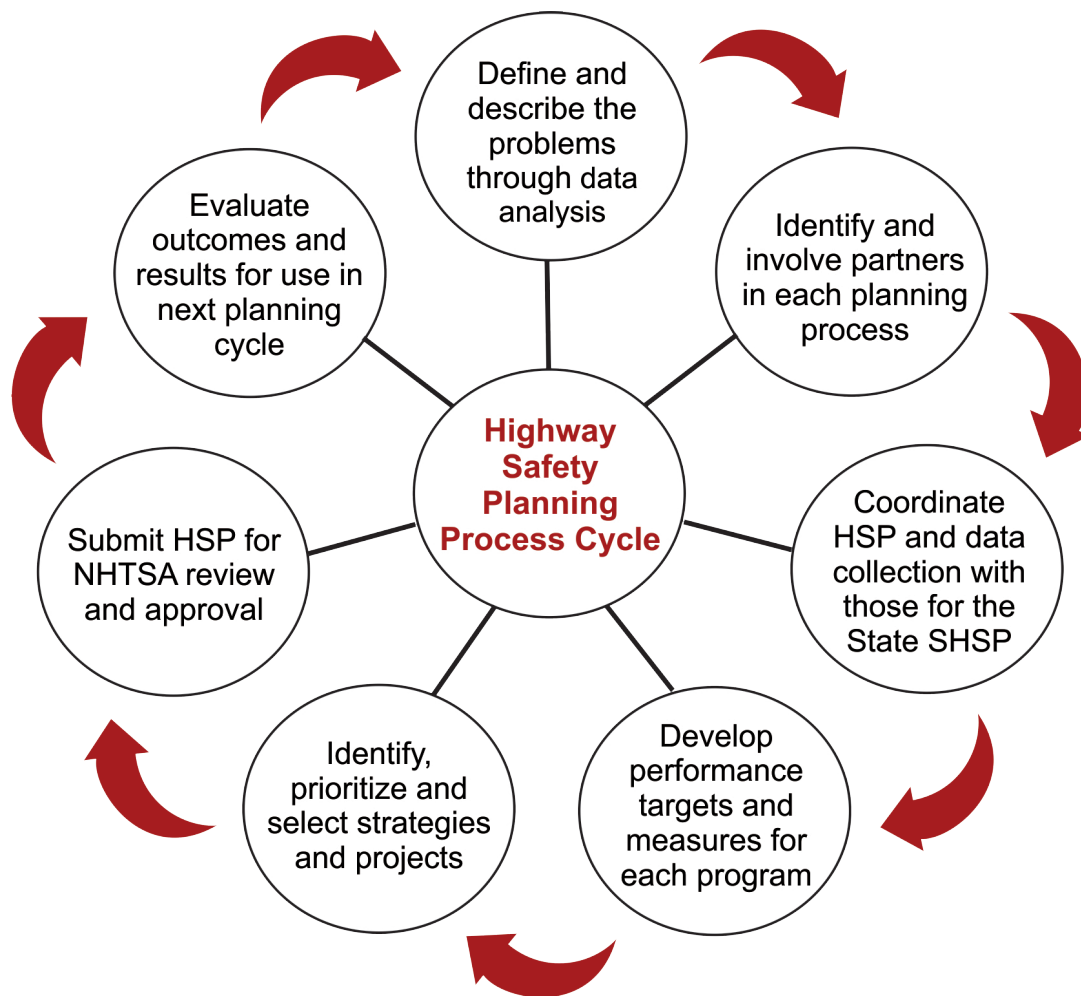 Define and
describe the
problems
through data
analysis
Identify and
involve partners
in each planning
process
Coordinate
HSP and data
collection with
those for the
State SHSP
Develop
performance
targets and
measures for
each program
Identify,
prioritize and
select strategies
and projects
Submit HSP for
NHTSA review
and approval
Evaluate
outcomes and
results for use in
next planning
cycle
Highway
Safety
Planning
Process Cycle